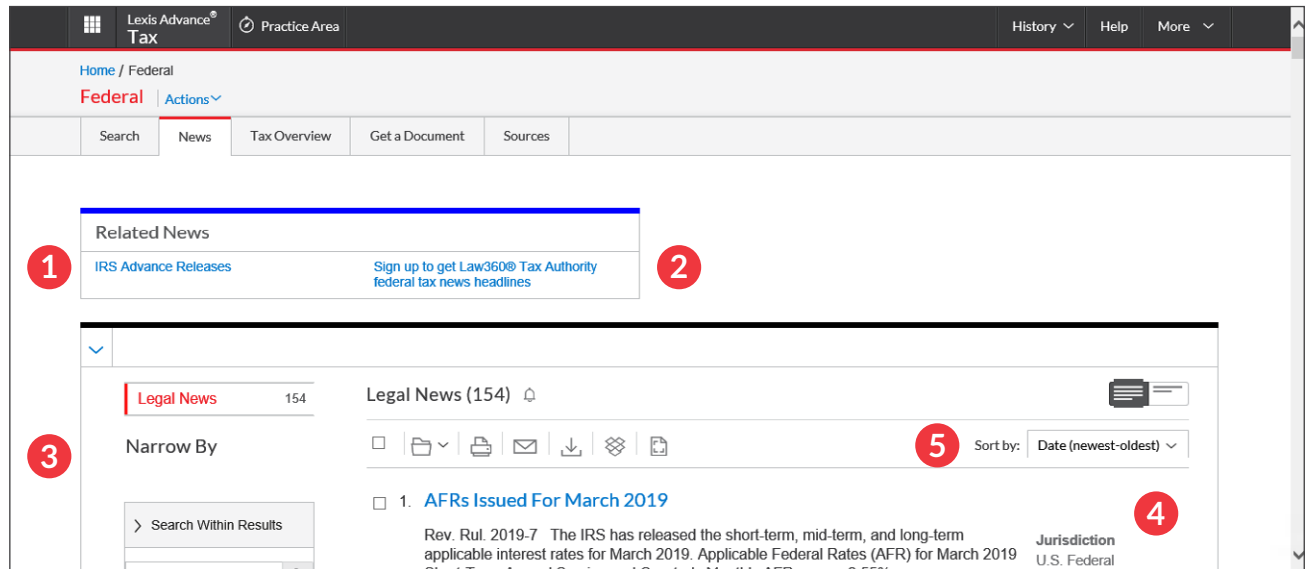 Lexis Advance®
Tax
Practice Area
History
Help
More
Home / Federal
Federal
Actions
Search
News
Tax Overview
Get a Document
Sources
Related News
1
IRS Advance Releases
Sign up to get Law360® Tax Authority
federal tax news headlines
2
Legal News 154
Legal News (154)
3
Narrow By
5
Sort by: Date (newest-oldest)
1. AFRs Issued For March 2019
4
Search Within Results
Rev. Rul. 2019-7 The IRS has released the short-term, mid-term, and long-term
applicable interest rates for March 2019. Applicable Federal Rates (AFR) for March 2019
Jurisdiction
U.S. Federal